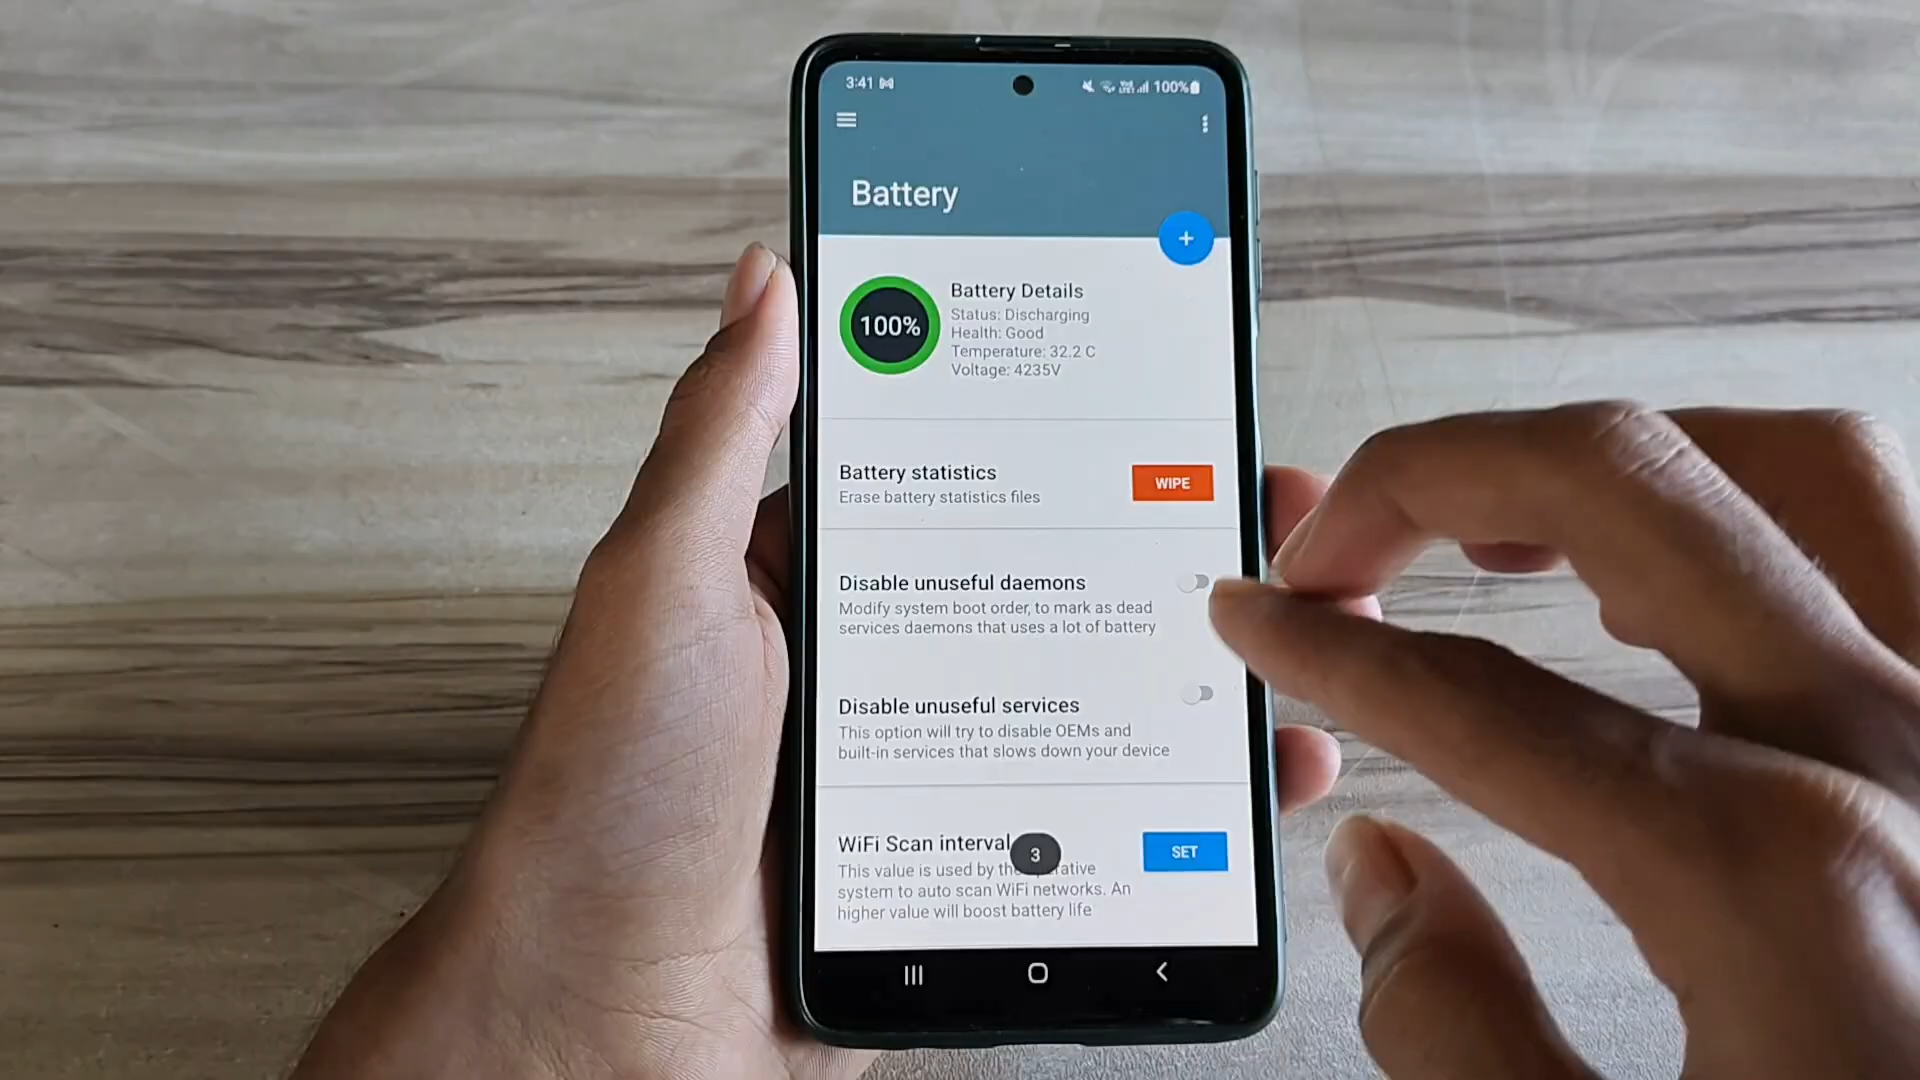 3:41
100%
Battery
+
100%
Battery Details
Status: Discharging
Health: Good
Temperature: 32.2 C
Voltage: 4235V
Battery statistics
Erase battery statistics files
WIPE
Disable unuseful daemons
Modify system boot order, to mark as dead
services daemons that uses a lot of battery
Disable unuseful services
This option will try to disable OEMs and
built-in services that slows down your device
WiFi Scan interval
3
SET
This value is used by the
system to auto scan WiFi networks. An
higher value will boost battery life